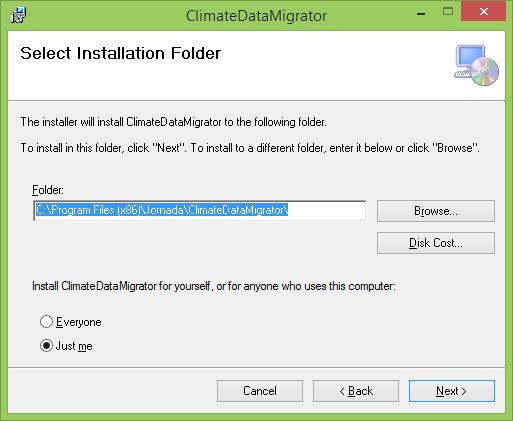 ClimateDataMigrator
Select Installation Folder
The installer will install ClimateDataMigrator to the following folder.
To install in this folder, click "Next". To install to a different folder, enter it below or click "Browse".
Folder:
C:\Program Files (x86)\Jornada\ClimateDataMigrator\
Browse...
Disk Cost...
Install ClimateDataMigrator for yourself, or for anyone who uses this computer:
Everyone
Just me
Cancel
< Back
Next >